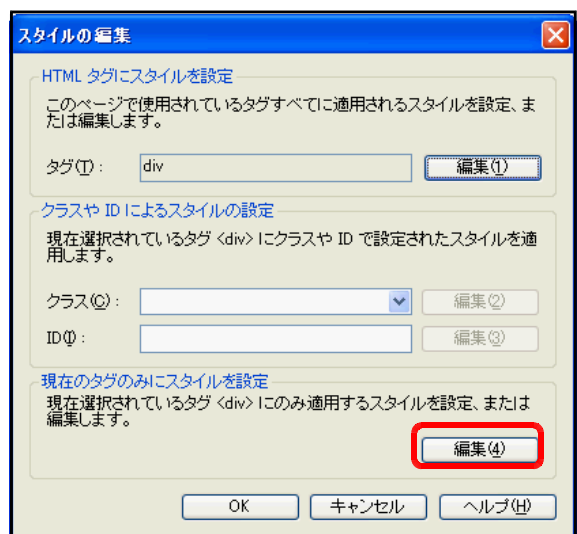 スタイルの編集
HTML タグにスタイルを設定
このページで使用されているタグすべてに適用されるスタイルを設定、ま
たは編集します。
タグ(T): div 編集(1)
クラスや ID によるスタイルの設定
現在選択されているタグ <div> にクラスや ID で設定されたスタイルを適
用します。
クラス(C): 編集(2)
ID(I): 編集(3)
現在のタグのみにスタイルを設定
現在選択されているタグ <div> にのみ適用するスタイルを設定、または
編集します。
編集(4)
OK キャンセル ヘルプ(H)